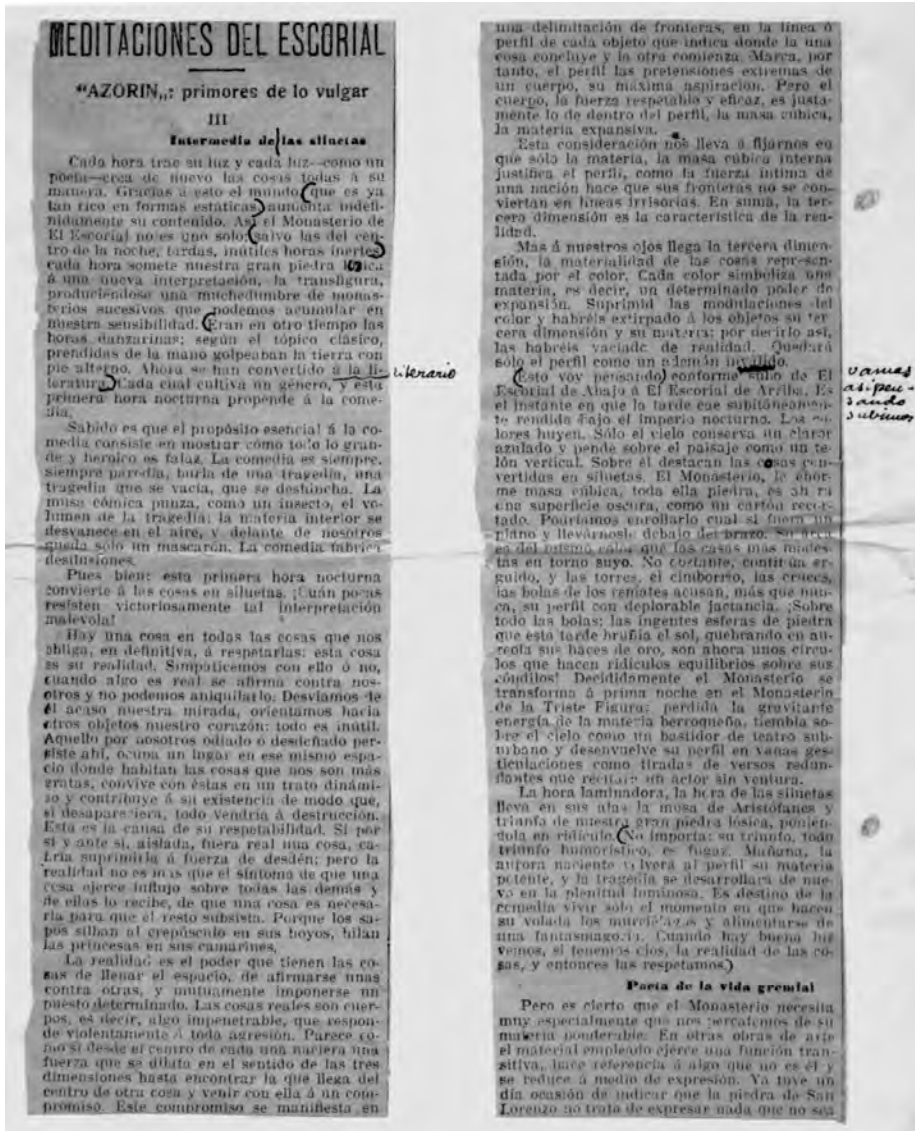 MEDITACIONES DEL ESCORIAL
"AZORIN„: primores de lo vulgar
III
Intermedio de las siluetas
Cada hora trae su luz y cada luz—como un
poeta—crea de nuevo las cosas todas á su
manera. Gracias á esto el mundo (que es ya
tan rico en formas estáticas) aumenta indefi-
nidamente su contenido. Así el Monasterio de
El Escorial no es uno solo: (salvo las del cen-
tro de la noche, tardas, inútiles horas inertes)
cada hora somete nuestra gran piedra lírica
á una nueva interpretación, la transfigura,
produciéndose una muchedumbre de monas-
terios sucesivos que podemos acumular en
nuestra sensibilidad. (Eran en otro tiempo las
horas danzarinas; según el tópico clásico,
prendidas de la mano golpeaban la tierra con
pie alterno. Ahora se han convertido á la li-
teratura.) Cada cual cultiva un género, y esta
primera hora nocturna propende á la come-
dia.
literario
Sabido es que el propósito esencial á la co-
media consiste en mostrar cómo todo lo gran-
de y heroico es falaz. La comedia es siempre,
siempre parodia, burla de una tragedia, una
tragedia que se vacía, que se deshincha. La
musa cómica punza, como un insecto, el vo-
lumen de la tragedia; la materia interior se
desvanece en el aire, y delante de nosotros
queda sólo un mascarón. La comedia fabrica
desilusiones.
Pues bien: esta primera hora nocturna
convierte á las cosas en siluetas. ¡Cuán pocas
resisten victoriosamente tal interpretación
malévola!
Hay una cosa en todas las cosas que nos
obliga, en definitiva, á respetarlas: esta cosa
es su realidad. Simpaticemos con ello ó no,
cuando algo es real se afirma contra nos-
otros y no podemos aniquilarlo. Desviamos de
él acaso nuestra mirada, orientamos hacia
otros objetos nuestro corazón: todo es inútil.
Aquello por nosotros odiado ó desdeñado per-
siste ahí, ocupa un lugar en ese mismo espa-
cio donde habitan las cosas que nos son más
gratas, convive con éstas en un trato dinámi-
so y contribuye á su existencia de modo que,
si desapareciera, todo vendría á destrucción.
Esta es la causa de su respetabilidad. Si por
sí y ante sí, aislada, fuera real una cosa, ca-
bría suprimirla á fuerza de desdén; pero la
realidad no es más que el síntoma de que una
cosa ejerce influjo sobre todas las demás y
de ellas lo recibe, de que una cosa es necesa-
ria para que el resto subsista. Porque los sa-
pos silban al crepúsculo en sus hoyos, hilan
las princesas en sus camarines.
La realidad es el poder que tienen las co-
sas de llenar el espacio, de afirmarse unas
contra otras, y mutuamente imponerse un
puesto determinado. Las cosas reales son cuer-
pos, es decir, algo impenetrable, que respon-
de violentamente á toda agresión. Parece co-
mo si desde el centro de cada una naciera una
fuerza que se dilata en el sentido de las tres
dimensiones hasta encontrar la que llega del
centro de otra cosa y venir con ella á un com-
promiso. Este compromiso se manifiesta en
una delimitación de fronteras, en la línea ó
perfil de cada objeto que indica donde la una
cosa concluye y la otra comienza. Marca, por
tanto, el perfil las pretensiones extremas de
un cuerpo, su máxima aspiración. Pero el
cuerpo, la fuerza respetable y eficaz, es justa-
mente lo de dentro del perfil, la masa cúbica,
la materia expansiva.
Esta consideración nos lleva á fijarnos en
que sólo la materia, la masa cúbica interna
justifica el perfil, como la fuerza íntima de
una nación hace que sus fronteras no se con-
viertan en líneas irrisorias. En suma, la ter-
cera dimensión es la característica de la rea-
lidad.
Mas á nuestros ojos llega la tercera dimen-
sión, la materialidad de las cosas represen-
tada por el color. Cada color simboliza una
materia, es decir, un determinado poder de
expansión. Suprimid las modulaciones del
color y habréis extirpado á los objetos su ter-
cera dimensión y su materia; por decirlo así,
las habréis vaciado de realidad. Quedará
sólo el perfil como un ademán inválido.
(Esto voy pensando) conforme subo de El
Escorial de Abajo á El Escorial de Arriba. Es
el instante en que la tarde cae subitáneamen-
te rendida bajo el imperio nocturno. Los co-
lores huyen. Sólo el cielo conserva un claror
azulado y pende sobre el paisaje como un te-
lón vertical. Sobre él destacan las cosas con-
vertidas en siluetas. El Monasterio, la enor-
me masa cúbica, toda ella piedra, es ahora
una superficie oscura, como un cartón recor-
tado. Podríamos enrollarlo cual si fuera un
plano y llevárnoslo debajo del brazo. Su área
es del mismo color que las casas más modes-
tas en torno suyo. No obstante, continúa er-
guido, y las torres, el cimborrio, las cruces,
las bolas de los remates acusan, más que nun-
ca, su perfil con deplorable jactancia. ¡Sobre
todo las bolas: las ingentes esferas de piedra
que esta tarde bruñía el sol, quebrando en au-
reola sus haces de oro, son ahora unos círcu-
los que hacen ridículos equilibrios sobre sus
cóndilos! Decididamente el Monasterio se
transforma á prima noche en el Monasterio
de la Triste Figura; perdida la gravitante
energía de la materia berroqueña, tiembla so-
bre el cielo como un bastidor de teatro sub-
urbano y desenvuelve su perfil en vanas ges-
ticulaciones como tiradas de versos redun-
dantes que recitara un actor sin ventura.
vamos
asi pen-
sando
subimos
La hora laminadora, la hora de las siluetas
lleva en sus alas la musa de Aristófanes y
triunfa de nuestra gran piedra lósica, ponién-
dola en ridículo. (No importa: su triunfo, todo
triunfo humorístico, es fugaz. Mañana, la
aurora naciente volverá al perfil su materia
potente, y la tragedia se desarrollará de nue-
vo en la plenitud luminosa. Es destino de la
comedia vivir sólo el momento en que hacen
su volada los murciélagos y alimentarse de
una fantasmagoría. Cuando hay buena luz
vemos, si tenemos ojos, la realidad de las co-
sas, y entonces las respetamos.)
Poeta de la vida gremial
Pero es cierto que el Monasterio necesita
muy especialmente que nos percatemos de su
materia ponderable. En otras obras de arte
el material empleado ejerce una función tran-
sitiva, hace referencia á algo que no es él y
se reduce á medio de expresión. Ya tuve un
día ocasión de indicar que la piedra de San
Lorenzo no trata de expresar nada que no sea